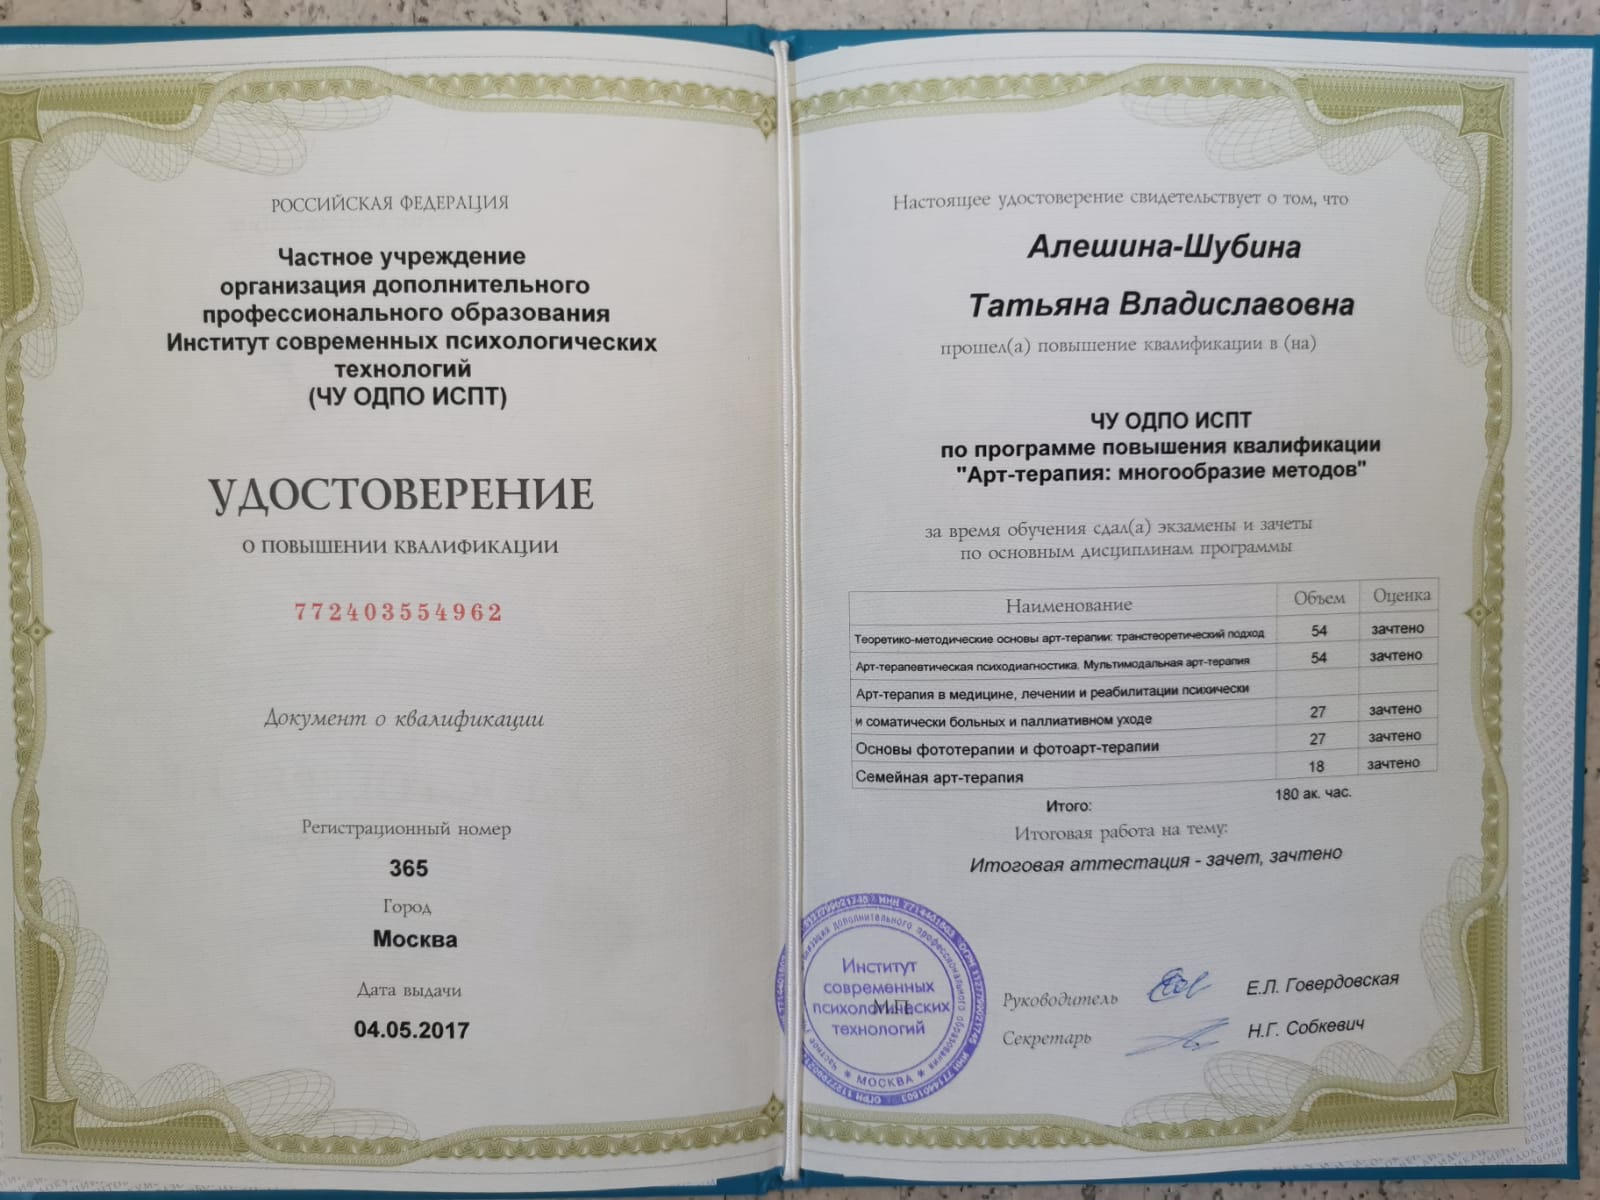 РОССИЙСКАЯ ФЕДЕРАЦИЯ
Частное учреждение
организация дополнительного
профессионального образования
Институт современных психологических
технологий
(ЧУ ОДПО ИСПТ)
УДОСТОВЕРЕНИЕ
О ПОВЫШЕНИИ КВАЛИФИКАЦИИ
772403554962
Документ о квалификации
Регистрационный номер
365
Город
Москва
Дата выдачи
04.05.2017
Настоящее удостоверение свидетельствует о том, что
Алешина-Шубина
Татьяна Владиславовна
прошел(а) повышение квалификации в (на)
ЧУ ОДПО ИСПТ
по программе повышения квалификации
"Арт-терапия: многообразие методов"
за время обучения сдал(а) экзамены и зачеты
по основным дисциплинам программы
Наименование Объем Оценка
Теоретико-методические основы арт-терапии: транстеоретический подход 54 зачтено
Арт-терапевтическая психодиагностика. Мультимодальная арт-терапия 54 зачтено
Арт-терапия в медицине, лечении и реабилитации психически
и соматически больных и паллиативном уходе 27 зачтено
Основы фототерапии и фотоарт-терапии 27 зачтено
Семейная арт-терапия 18 зачтено
Итого: 180 ак. час.
Итоговая работа на тему:
Итоговая аттестация - зачет, зачтено
Институт
современных
психологических
технологий
М.П.
МОСКВА
Руководитель Е.Л. Говердовская
Секретарь Н.Г. Собкевич